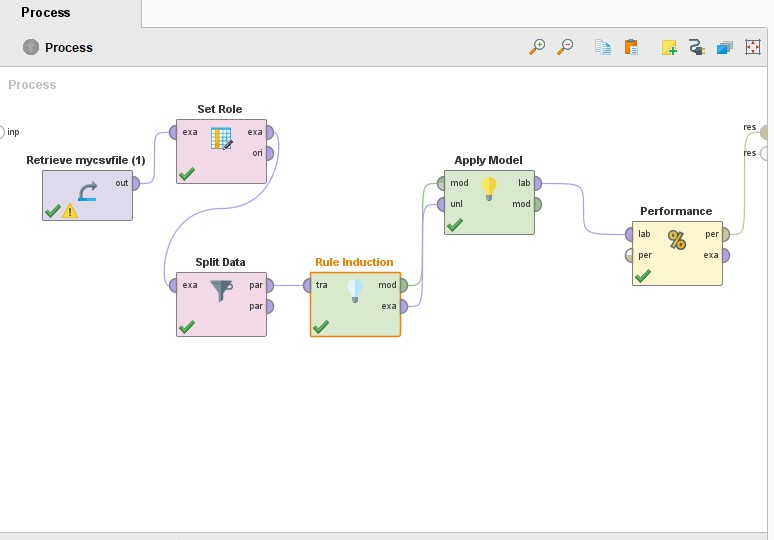 Process
Process
Process
inp
Retrieve mycsvfile (1)
out
Set Role
exa exa
ori
Split Data
exa par
par
Rule Induction
tra mod
exa
Apply Model
mod lab
unl mod
Performance
lab per
per exa
res
res